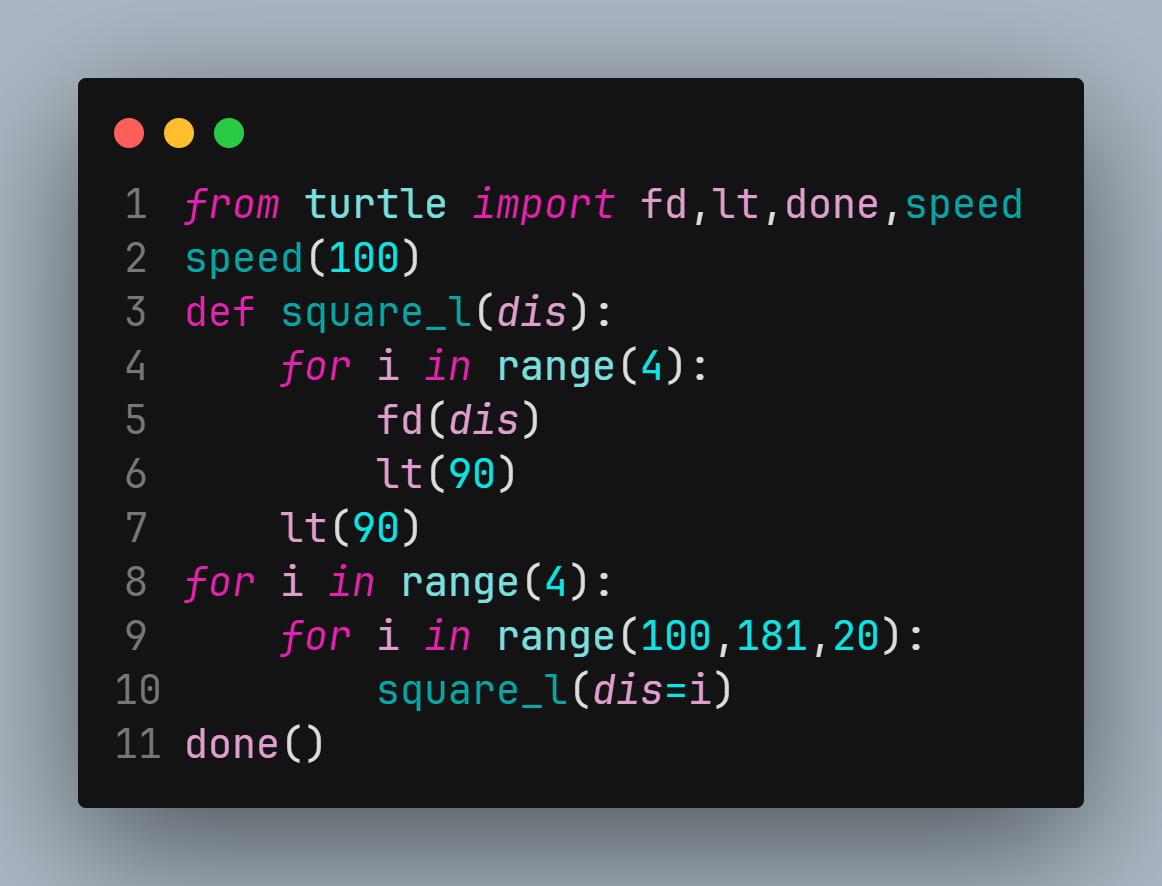 1 from turtle import fd,lt,done,speed
2 speed(100)
3 def square_l(dis):
4     for i in range(4):
5         fd(dis)
6         lt(90)
7     lt(90)
8 for i in range(4):
9     for i in range(100,181,20):
10         square_l(dis=i)
11 done()